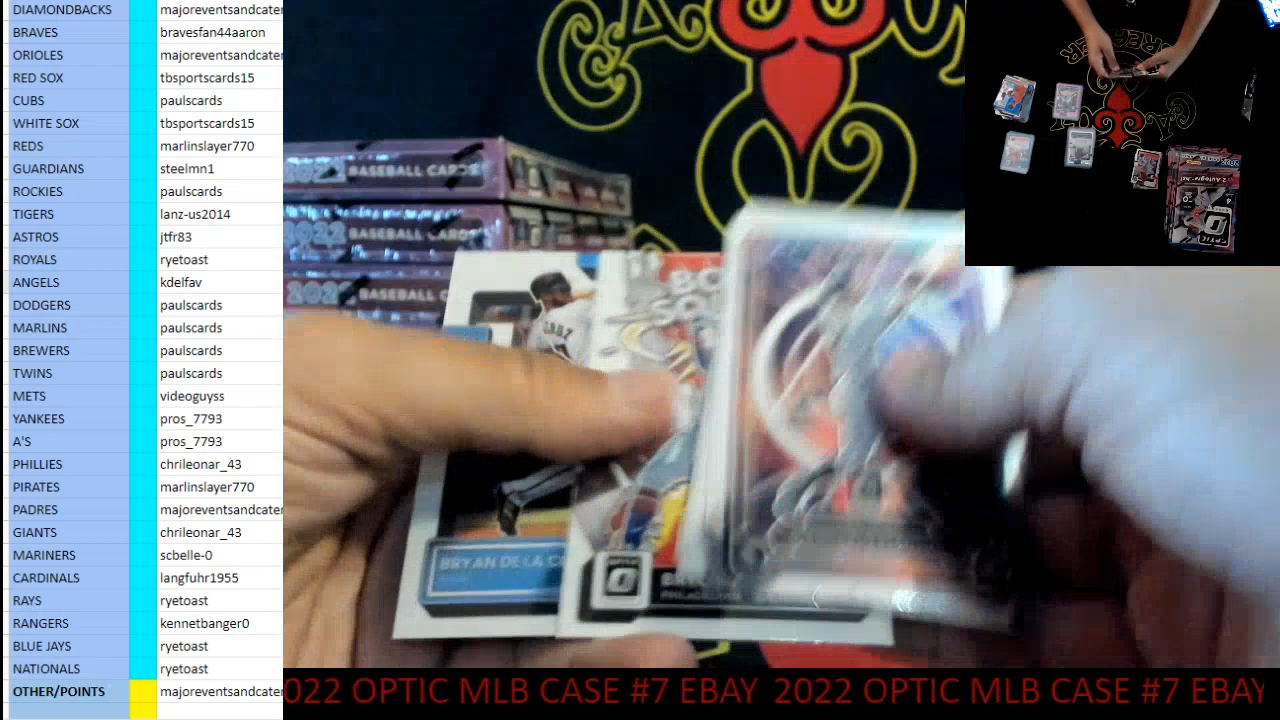 DIAMONDBACKS majoreventsandcater
BRAVES bravesfan44aaron
ORIOLES majoreventsandcater
RED SOX tbsportscards15
CUBS paulscards
WHITE SOX tbsportscards15
REDS marlinslayer770
GUARDIANS steelmn1
ROCKIES paulscards
TIGERS lanz-us2014
ASTROS jtfr83
ROYALS ryetoast
ANGELS kdelfav
DODGERS paulscards
MARLINS paulscards
BREWERS paulscards
TWINS paulscards
METS videoguyss
YANKEES pros_7793
A'S pros_7793
PHILLIES chrileonar_43
PIRATES marlinslayer770
PADRES majoreventsandcater
GIANTS chrileonar_43
MARINERS scbelle-0
CARDINALS langfuhr1955
RAYS ryetoast
RANGERS kennetbanger0
BLUE JAYS ryetoast
NATIONALS ryetoast
OTHER/POINTS majoreventsandcater
2022 BASEBALL CARDS
2022 BASEBALL CARDS
2022 BASEBALL C
BRYAN DE LA C
022 OPTIC MLB CASE #7 EBAY 2022 OPTIC MLB CASE #7 EBAY